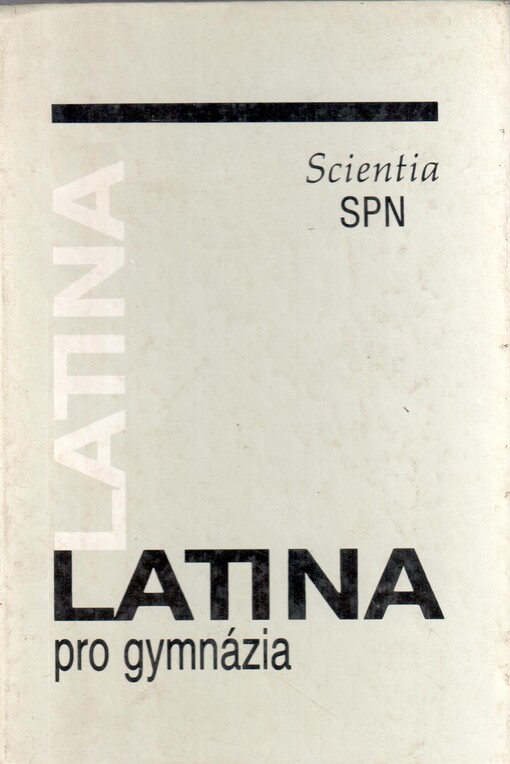 Scientia
SPN
LATINA
LATINA
pro gymnázia